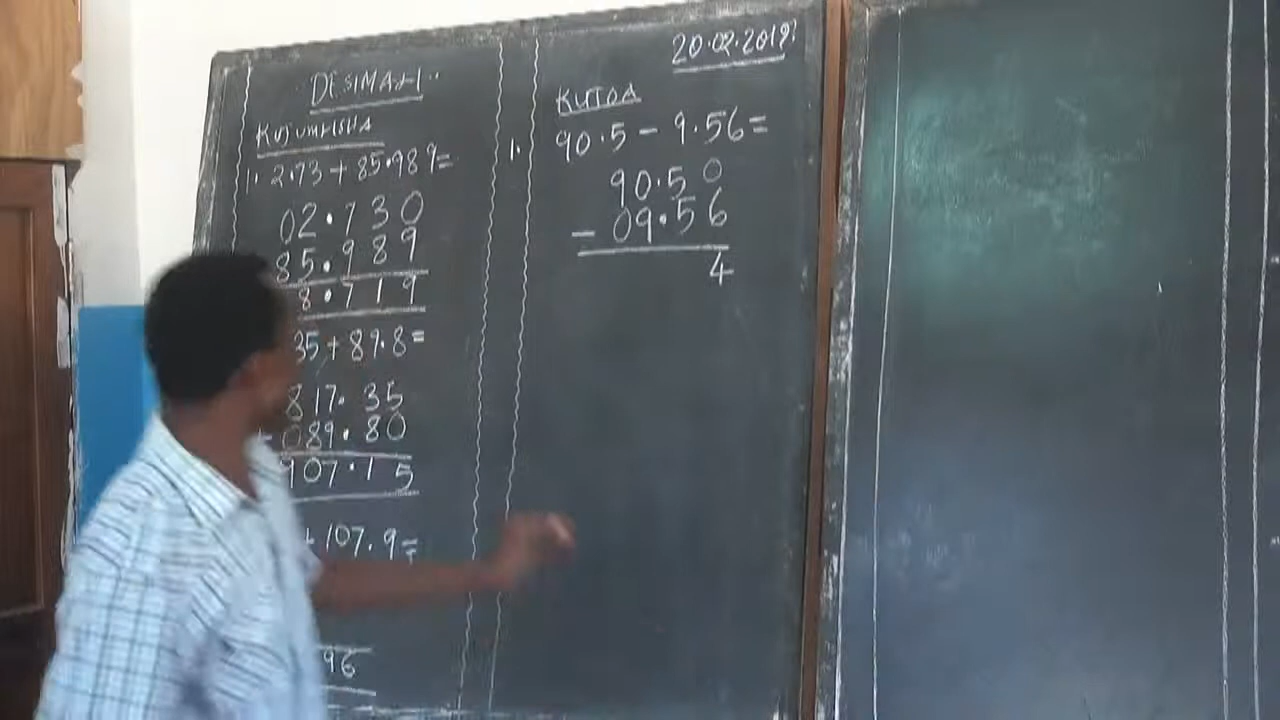 DESIMALI
KUJUMLISHA
1. 2.73 + 85.989=
02.730
85.989
8.719
35+89.8=
817.35
089.80
907.15
+107.9=
96
20.02.2019
KUTOA
1. 90.5 - 9.56=
90.50
- 09.56
4